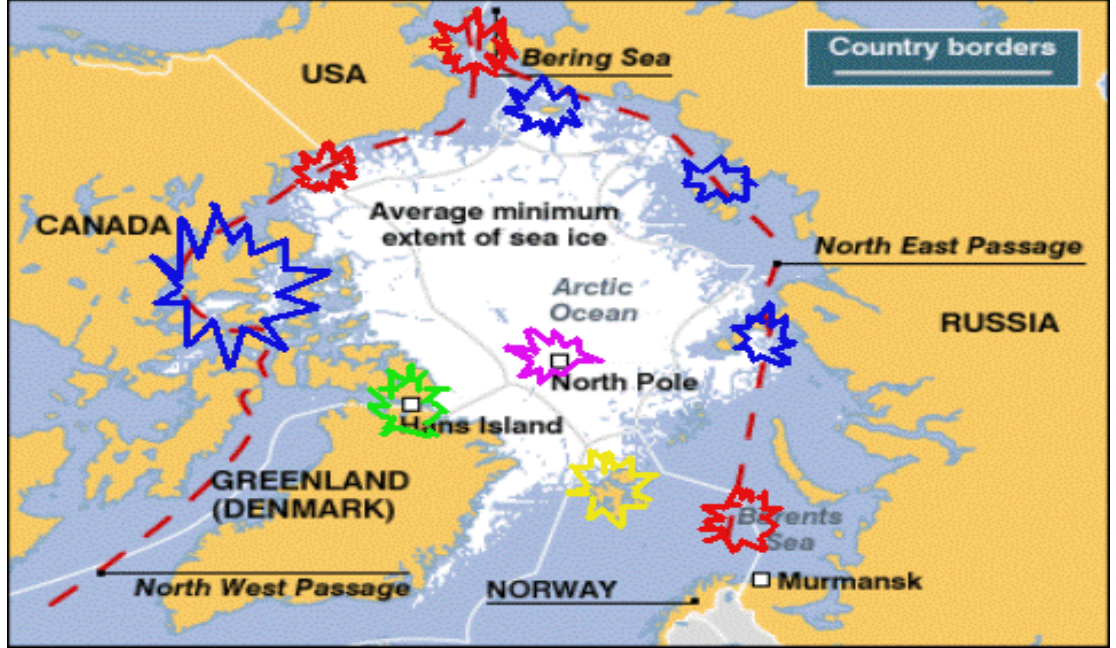 Country borders
Bering Sea
USA
Average minimum
extent of sea ice
CANADA
North East Passage
Arctic
Ocean
RUSSIA
North Pole
Hans Island
GREENLAND
(DENMARK)
Barents
Sea
North West Passage
NORWAY
Murmansk